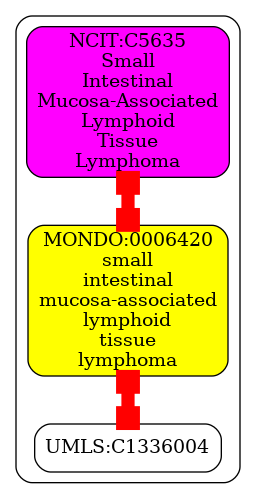 NCIT:C5635
Small
Intestinal
Mucosa-Associated
Lymphoid
Tissue
Lymphoma
MONDO:0006420
small
intestinal
mucosa-associated
lymphoid
tissue
lymphoma
UMLS:C1336004